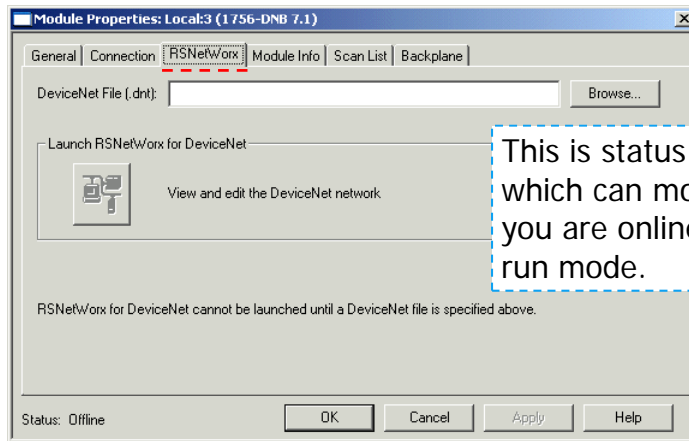 Module Properties: Local:3 (1756-DNB 7.1)
General Connection RSNetWorx Module Info Scan List Backplane
DeviceNet File (.dnt): Browse...
Launch RSNetWorx for DeviceNet
View and edit the DeviceNet network
This is status
which can mo
you are online
run mode.
RSNetWorx for DeviceNet cannot be launched until a DeviceNet file is specified above.
Status: Offline OK Cancel Apply Help